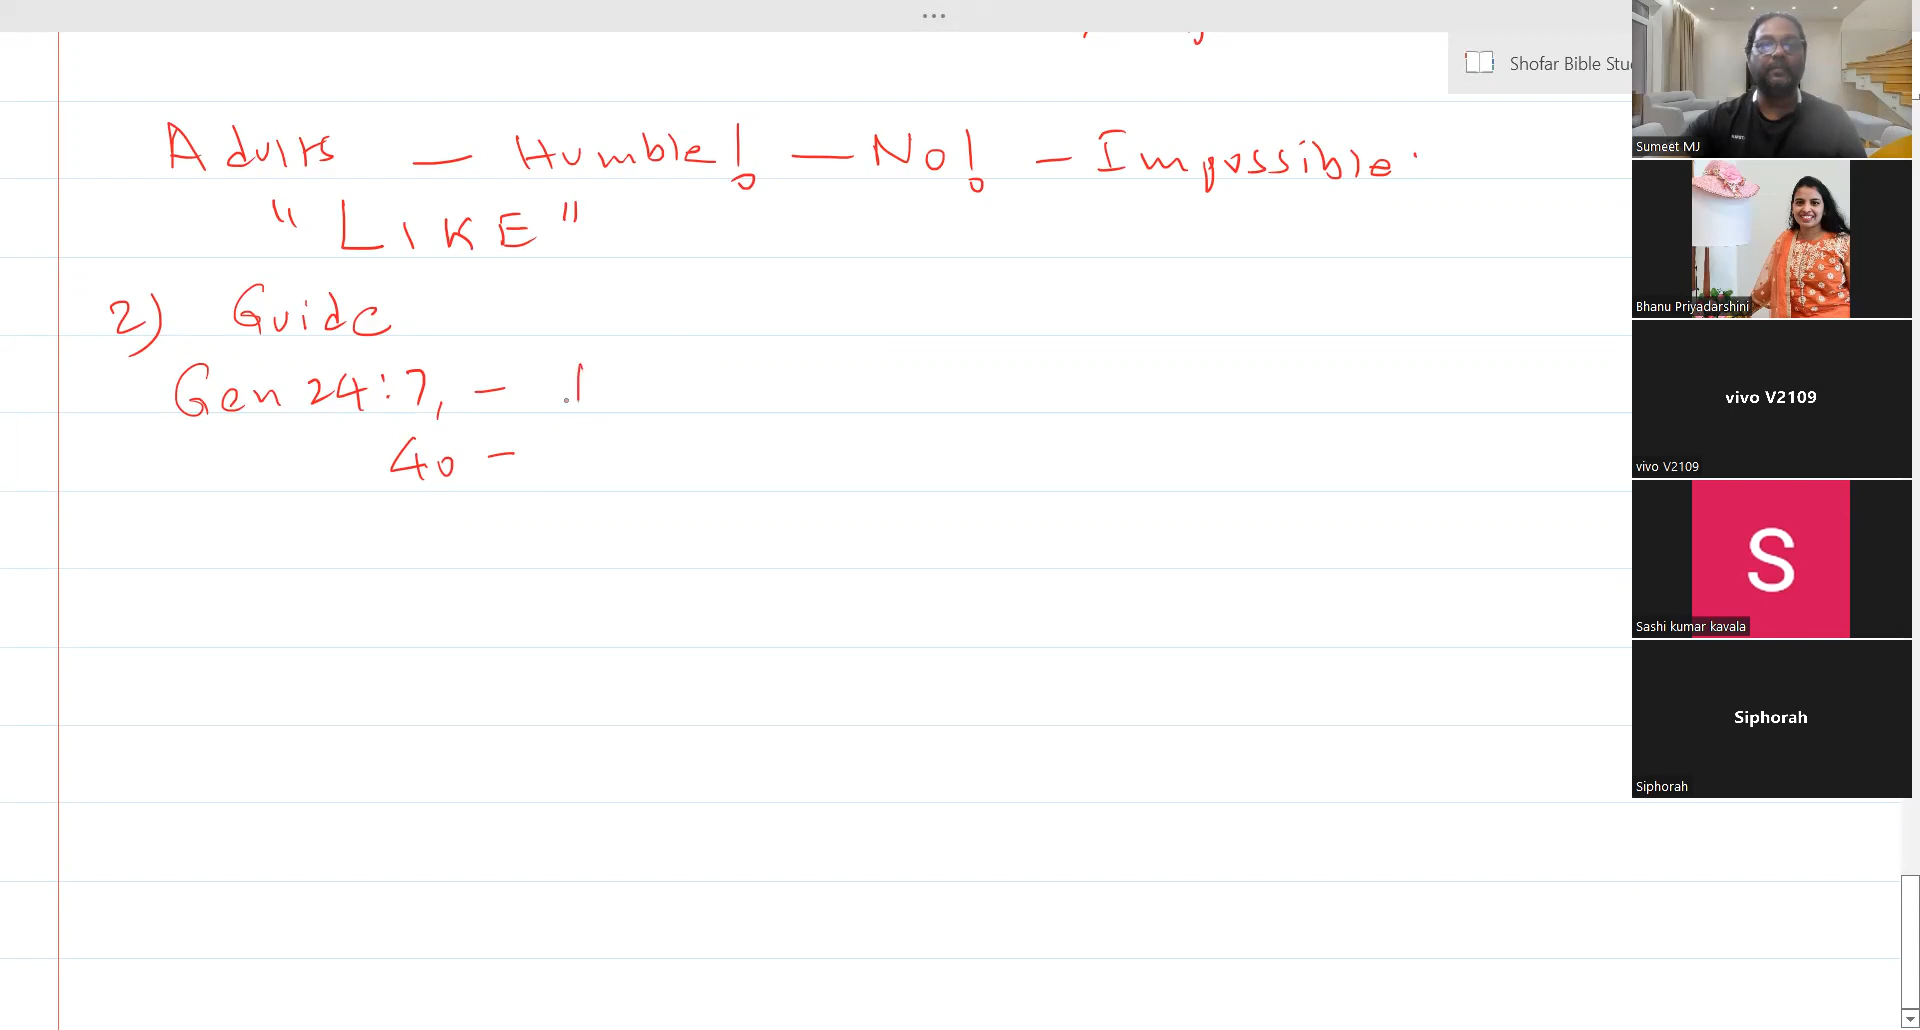 Shofar Bible Stu
Adults — Humble! — No! - Impossible.
"LIKE"
2) Guide
Gen 24:7, -
40 -
Sumeet MJ
Bhanu Priyadarshini
vivo V2109
vivo V2109
S
Sashi kumar kavala
Siphorah
Siphorah